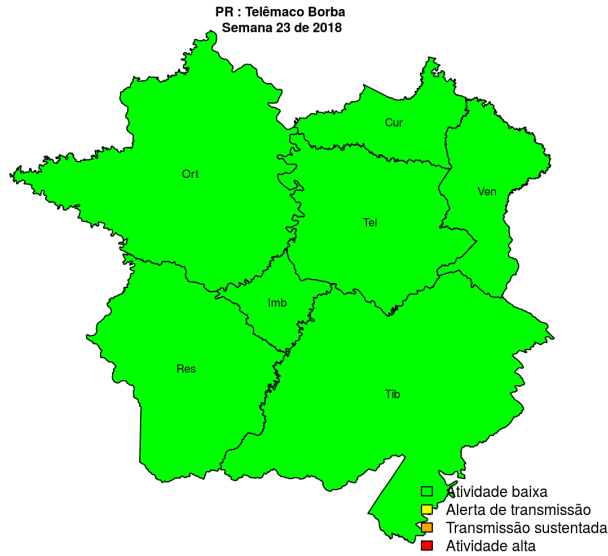 PR : Telêmaco Borba
Semana 23 de 2018
Cur
Ort
Ven
Tel
Imb
Res
Tib
Atividade baixa
Alerta de transmissão
Transmissão sustentada
Atividade alta